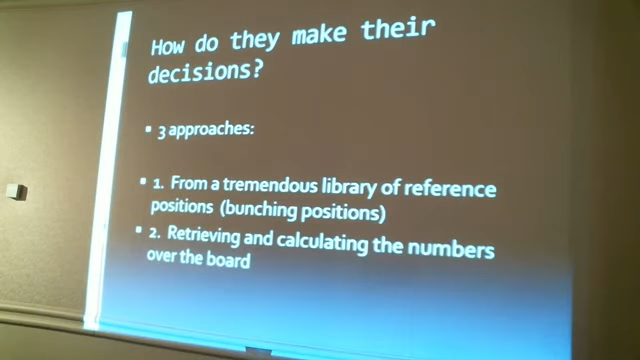 How do they make their
decisions?
▪ 3 approaches:
▪ 1. From a tremendous library of reference
positions (bunching positions)
▪ 2. Retrieving and calculating the numbers
over the board